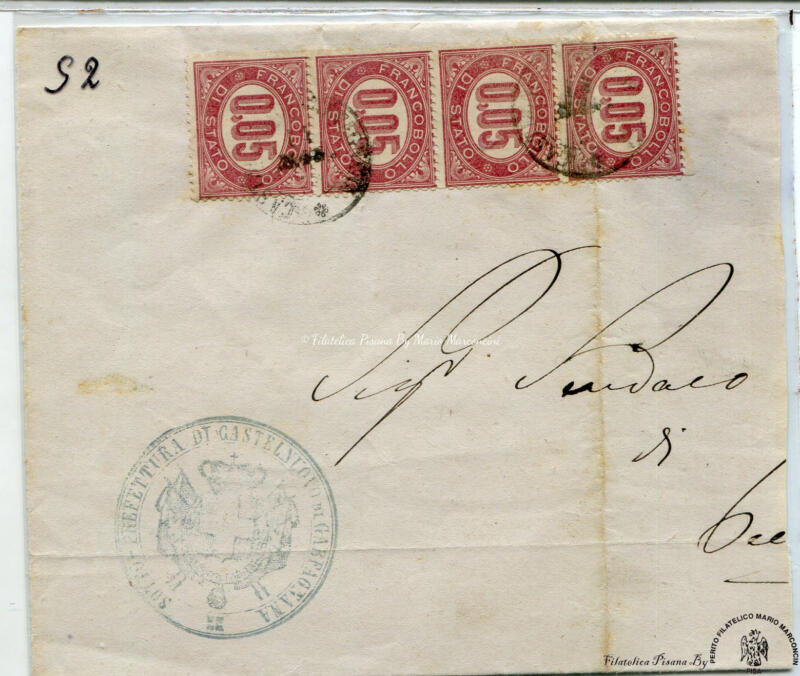 S2
FRANCOBOLLO DI STATO 0.05
FRANCOBOLLO DI STATO 0.05
FRANCOBOLLO DI STATO 0.05
FRANCOBOLLO DI STATO 0.05
© Filatelica Pisana By Mario Marconcini
Sigr Sindaco
di
SOTTO-PREFETTURA DI CASTELNUOVO DI GARFAGNANA
Filatelica Pisana By
PERITO FILATELICO MARIO MARCONCIN
PISA